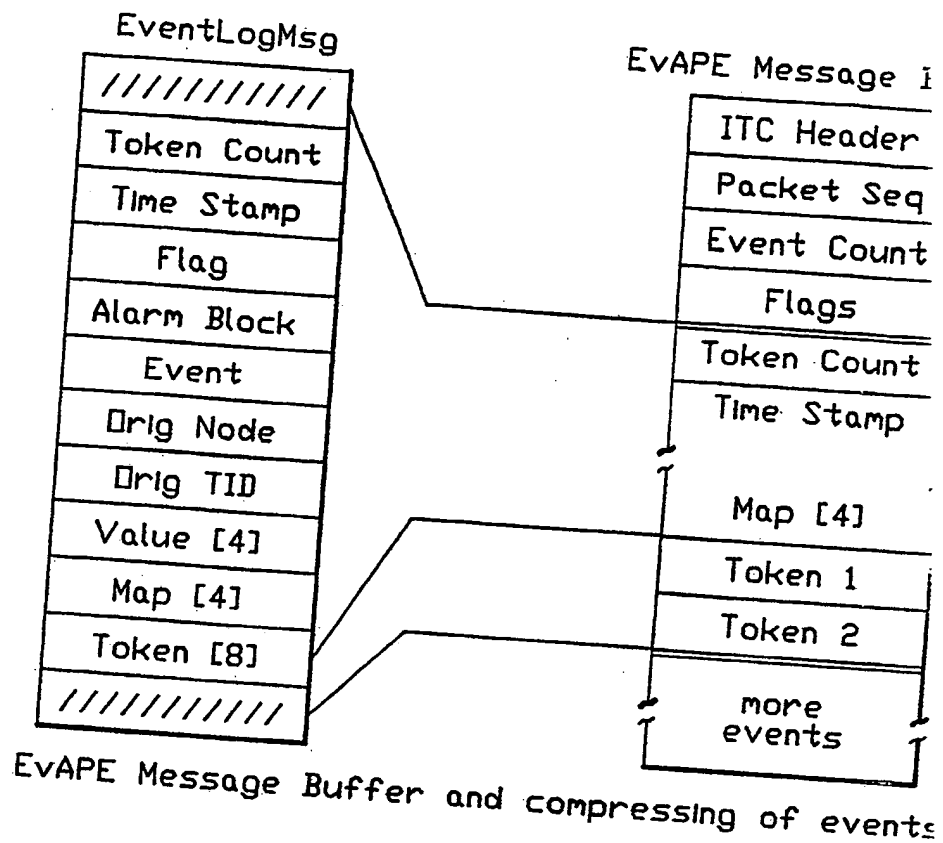 EventLogMsg
///////////
Token Count
Time Stamp
Flag
Alarm Block
Event
Orig Node
Orig TID
Value [4]
Map [4]
Token [8]
///////////
EvAPE Message
ITC Header
Packet Seq
Event Count
Flags
Token Count
Time Stamp
Map [4]
Token 1
Token 2
more
events
EvAPE Message Buffer and compressing of events